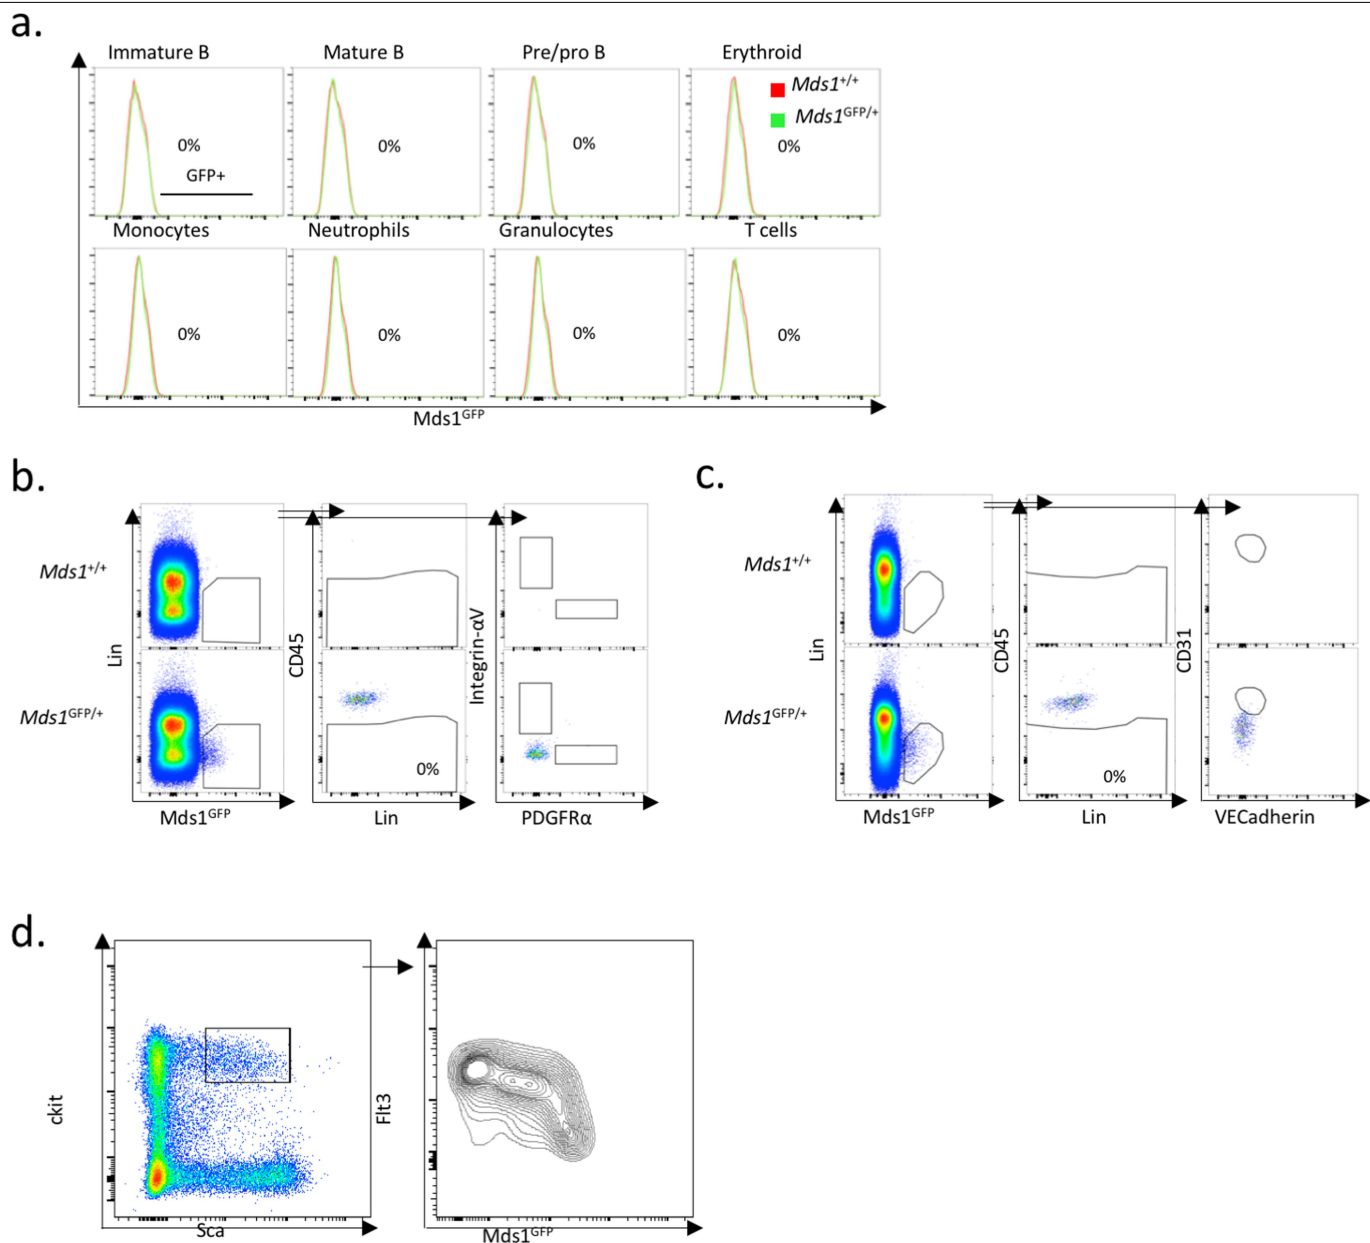 a.
Immature B Mature B Pre/pro B Erythroid
Mds1+/+
Mds1GFP/+
0% 0% 0% 0%
GFP+
Monocytes Neutrophils Granulocytes T cells
0% 0% 0% 0%
Mds1GFP
b.
Mds1+/+
Mds1GFP/+
Lin
CD45
Integrin-αV
0%
Mds1GFP Lin PDGFRα
c.
Mds1+/+
Mds1GFP/+
Lin
CD45
CD31
0%
Mds1GFP Lin VECadherin
d.
ckit
Flt3
Sca Mds1GFP